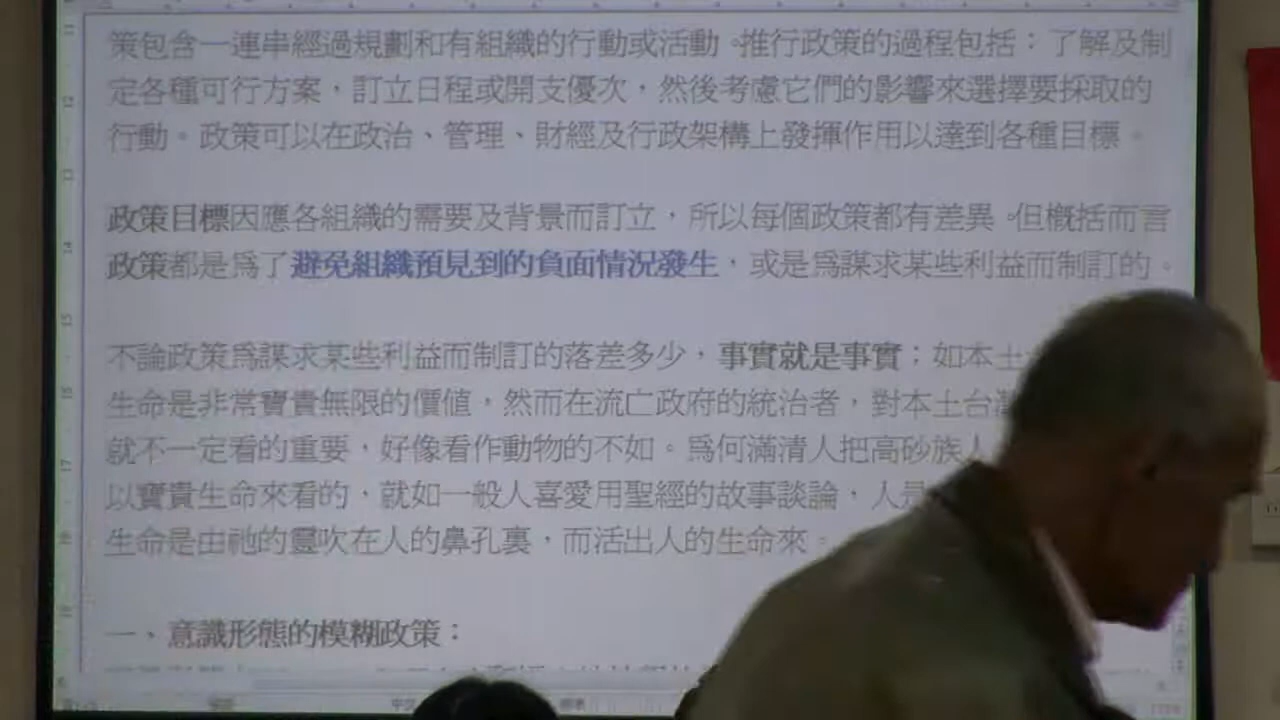 策包含一連串經過規劃和有組織的行動或活動。推行政策的過程包括：了解及制
定各種可行方案，訂立日程或開支優次，然後考慮它們的影響來選擇要採取的
行動。政策可以在政治、管理、財經及行政架構上發揮作用以達到各種目標。
政策目標因應各組織的需要及背景而訂立，所以每個政策都有差異。但概括而言
政策都是爲了避免組織預見到的負面情況發生，或是爲謀求某些利益而制訂的。
不論政策爲謀求某些利益而制訂的落差多少，事實就是事實；如本土
生命是非常寶貴無限的價值，然而在流亡政府的統治者，對本土台灣
就不一定看的重要，好像看作動物的不如。爲何滿清人把高砂族人
以寶貴生命來看的，就如一般人喜愛用聖經的故事談論，人是
生命是由祂的靈吹在人的鼻孔裏，而活出人的生命來。
一、意識形態的模糊政策：